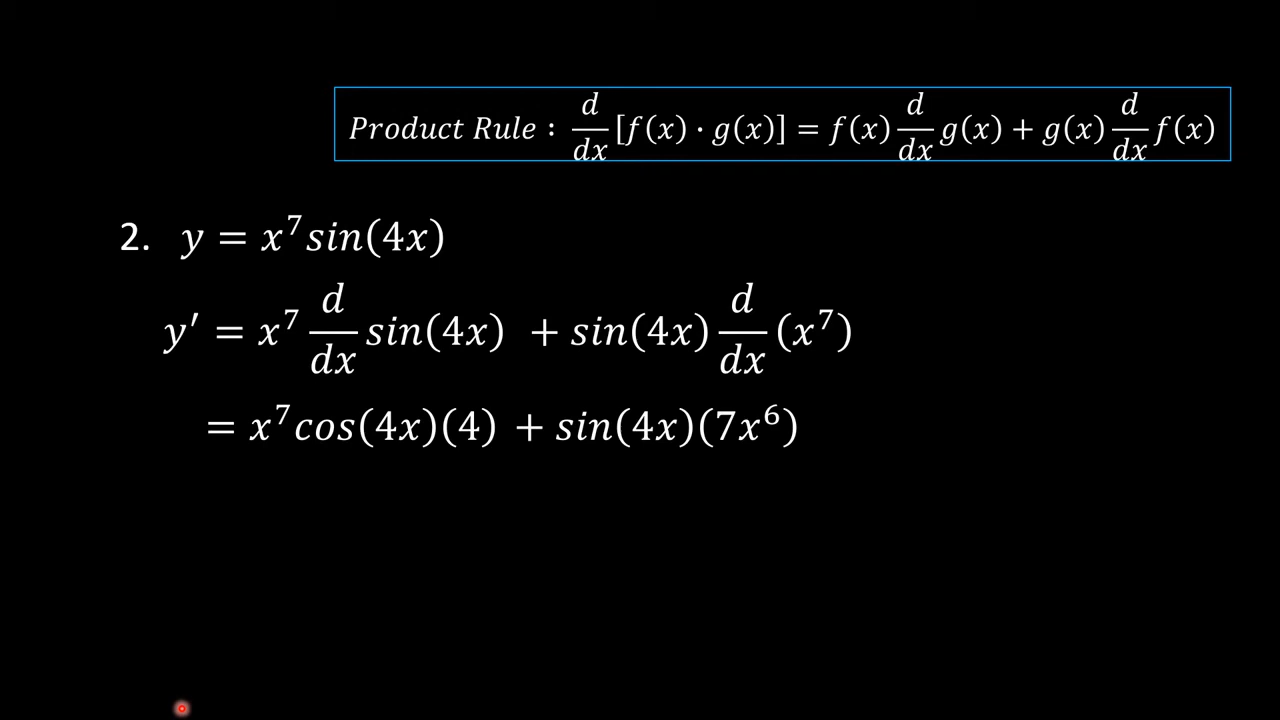 Product Rule: d/dx [f(x) · g(x)] = f(x) d/dx g(x) + g(x) d/dx f(x)
2. y = x⁷sin(4x)
y′ = x⁷ d/dx sin(4x) + sin(4x) d/dx (x⁷)
= x⁷cos(4x)(4) + sin(4x)(7x⁶)